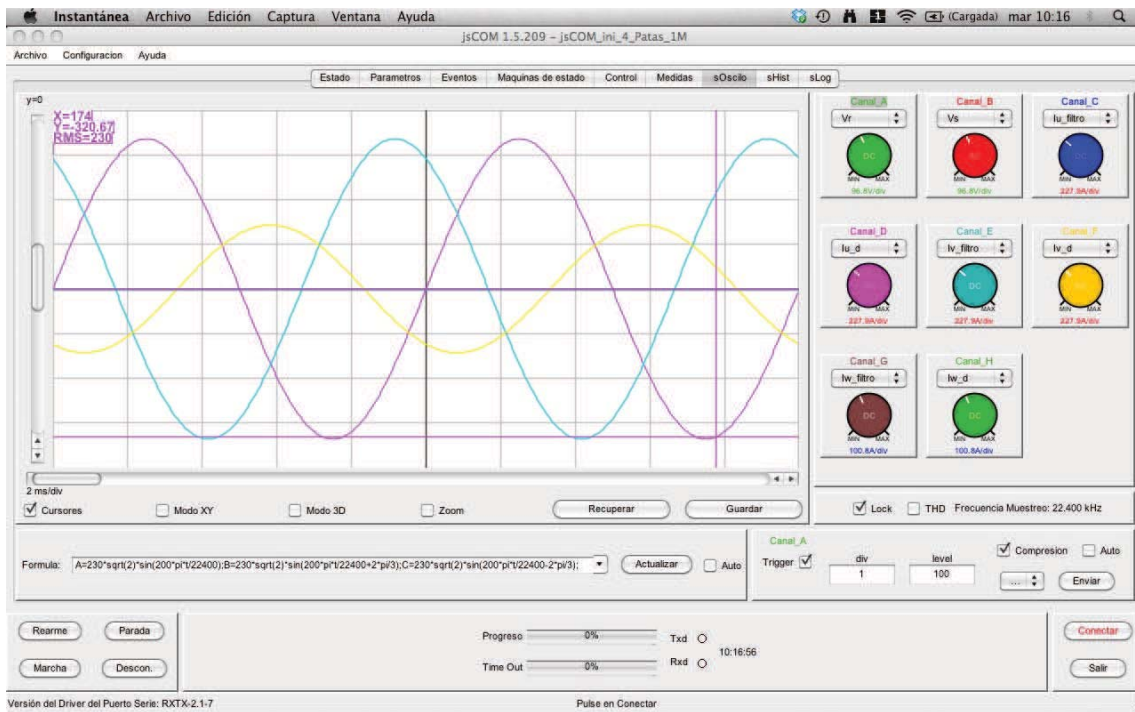 Instantánea Archivo Edición Captura Ventana Ayuda (Cargada) mar 10:16
jsCOM 1.5.209 – jsCOM_ini_4_Patas_1M
Archivo Configuracion Ayuda
Estado Parametros Eventos Maquinas de estado Control Medidas sOscilo sHist sLog
y=0
X=174
Y=-320.67
RMS=230
2 ms/div
Cursores Modo XY Modo 3D Zoom Recuperar Guardar
Canal_A Canal_B Canal_C
Vr Vs Iu_filtro
DC DC DC
MIN MAX MIN MAX MIN MAX
96.8V/div 96.8V/div 227.9A/div
Canal_D Canal_E Canal_F
Iu_d Iv_filtro Iv_d
DC DC DC
MIN MAX MIN MAX MIN MAX
227.9A/div 227.9A/div 227.9A/div
Canal_G Canal_H
Iw_filtro Iw_d
DC DC
MIN MAX MIN MAX
100.8A/div 100.8A/div
Lock THD Frecuencia Muestreo: 22.400 kHz
Formula: A=230*sqrt(2)*sin(200*pi*t/22400);B=230*sqrt(2)*sin(200*pi*t/22400+2*pi/3);C=230*sqrt(2)*sin(200*pi*t/22400-2*pi/3); Actualizar Auto
Canal_A
Trigger div level Compresion Auto
1 100 ... Enviar
Rearme Parada
Marcha Descon.
Progreso 0% Txd
10:16:56
Time Out 0% Rxd
Conectar
Salir
Versión del Driver del Puerto Serie: RXTX-2.1-7 Pulse en Conectar